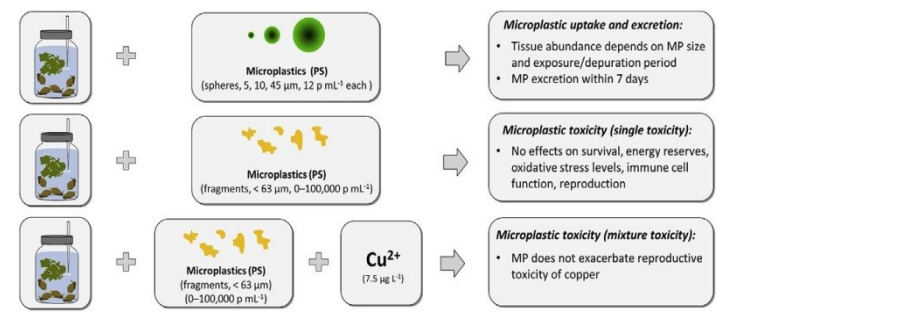 Microplastics (PS)
(spheres, 5, 10, 45 µm, 12 p mL⁻¹ each )
Microplastic uptake and excretion:
• Tissue abundance depends on MP size
and exposure/depuration period
• MP excretion within 7 days
Microplastics (PS)
(fragments, < 63 µm, 0–100,000 p mL⁻¹)
Microplastic toxicity (single toxicity):
• No effects on survival, energy reserves,
oxidative stress levels, immune cell
function, reproduction
Microplastics (PS)
(fragments, < 63 µm)
(0–100,000 p mL⁻¹)
Cu²⁺
(7.5 µg L⁻¹)
Microplastic toxicity (mixture toxicity):
• MP does not exacerbate reproductive
toxicity of copper